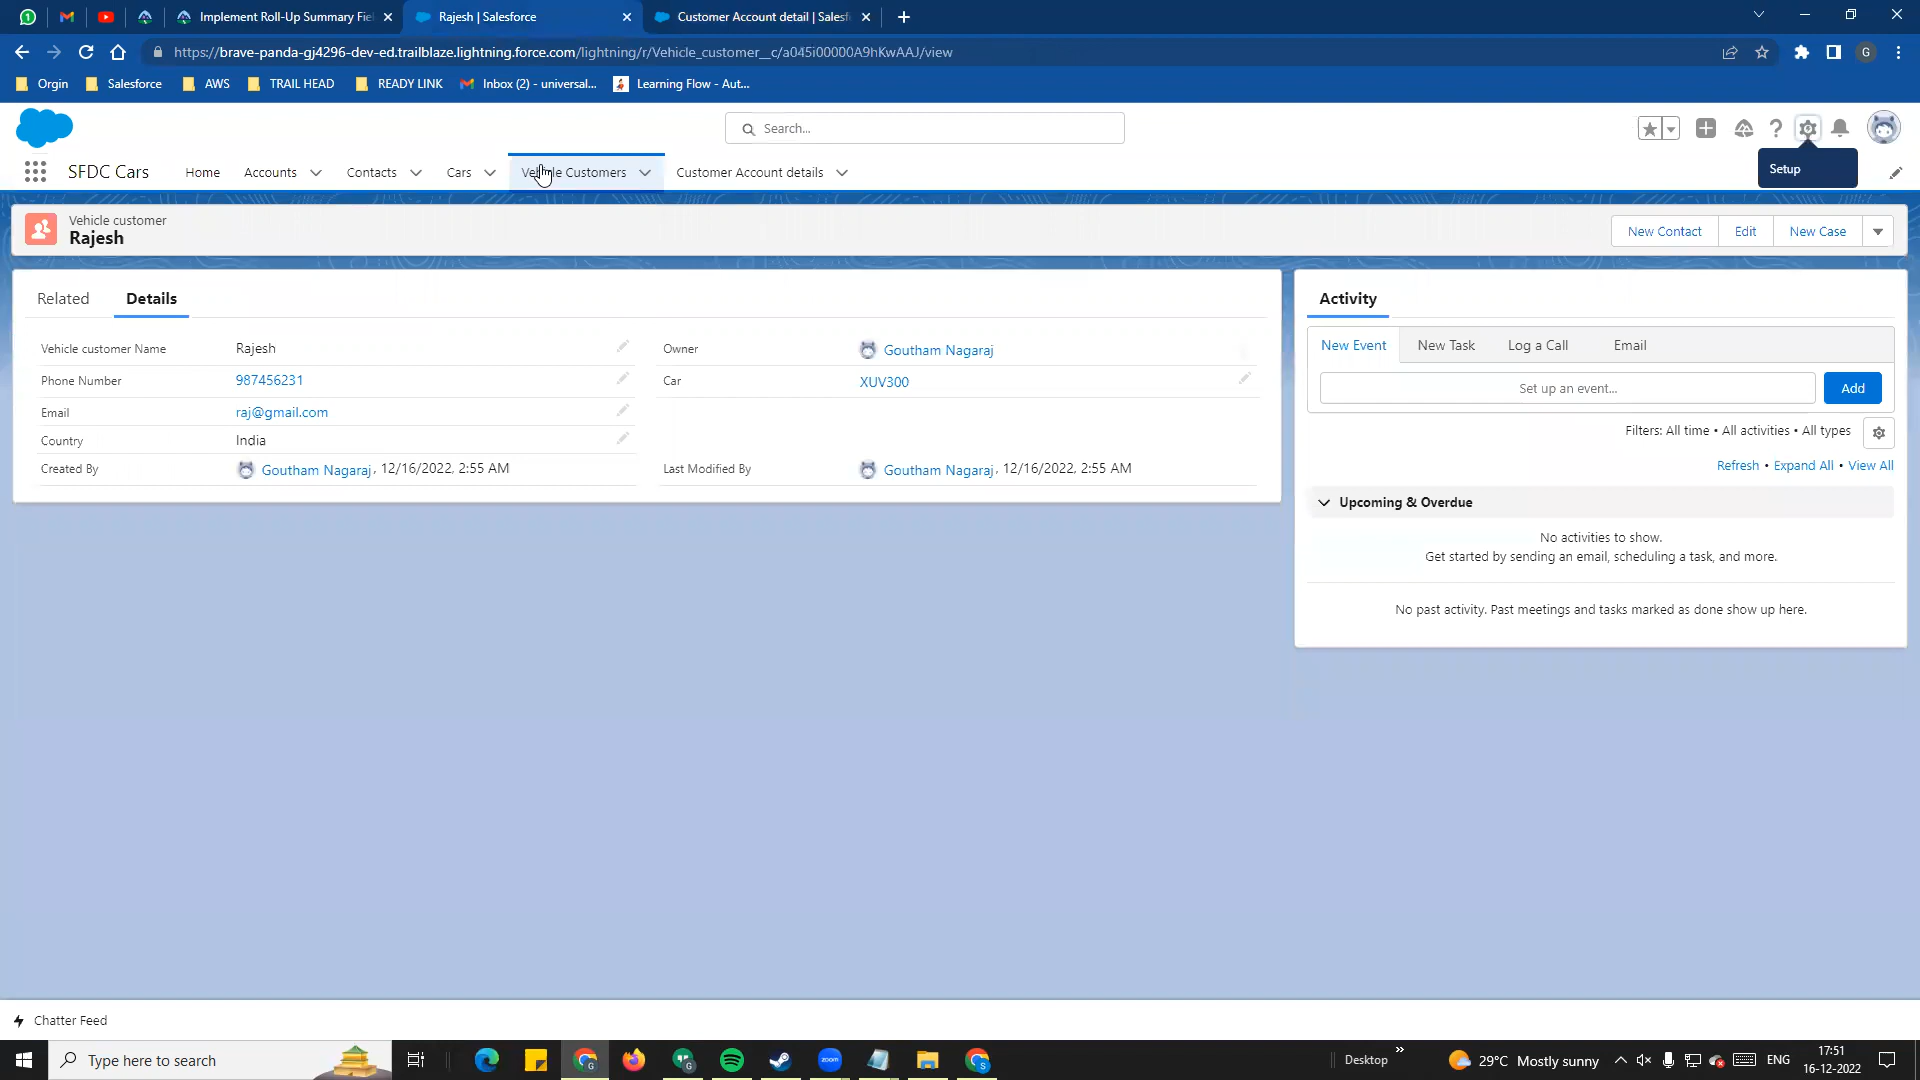 Implement Roll-Up Summary Fie
Rajesh | Salesforce
Customer Account detail | Salesf
https://brave-panda-gj4296-dev-ed.trailblaze.lightning.force.com/lightning/r/Vehicle_customer__c/a045i00000A9hKwAAJ/view
G
Orgin
Salesforce
AWS
TRAIL HEAD
READY LINK
Inbox (2) - universal...
Learning Flow - Aut...
Search...
Setup
SFDC Cars
Home
Accounts
Contacts
Cars
Vehicle Customers
Customer Account details
Vehicle customer
Rajesh
New Contact
Edit
New Case
Related
Details
Vehicle customer Name
Rajesh
Owner
Goutham Nagaraj
Phone Number
987456231
Car
XUV300
Email
raj@gmail.com
Country
India
Created By
Goutham Nagaraj, 12/16/2022, 2:55 AM
Last Modified By
Goutham Nagaraj, 12/16/2022, 2:55 AM
Activity
New Event
New Task
Log a Call
Email
Set up an event...
Add
Filters: All time • All activities • All types
Refresh • Expand All • View All
Upcoming & Overdue
No activities to show.
Get started by sending an email, scheduling a task, and more.
No past activity. Past meetings and tasks marked as done show up here.
Chatter Feed
Type here to search
zoom
Desktop
29°C Mostly sunny
ENG
17:51
16-12-2022